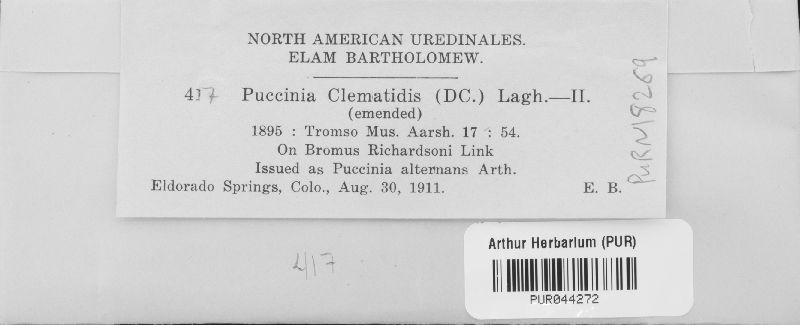 NORTH AMERICAN UREDINALES.
ELAM BARTHOLOMEW.
417 Puccinia Clematidis (DC.) Lagh.—II.
(emended)
1895 : Tromso Mus. Aarsh. 17 : 54.
On Bromus Richardsoni Link
Issued as Puccinia alternans Arth.
Eldorado Springs, Colo., Aug. 30, 1911. E. B.
PURN18269
417
Arthur Herbarium (PUR)
PUR044272